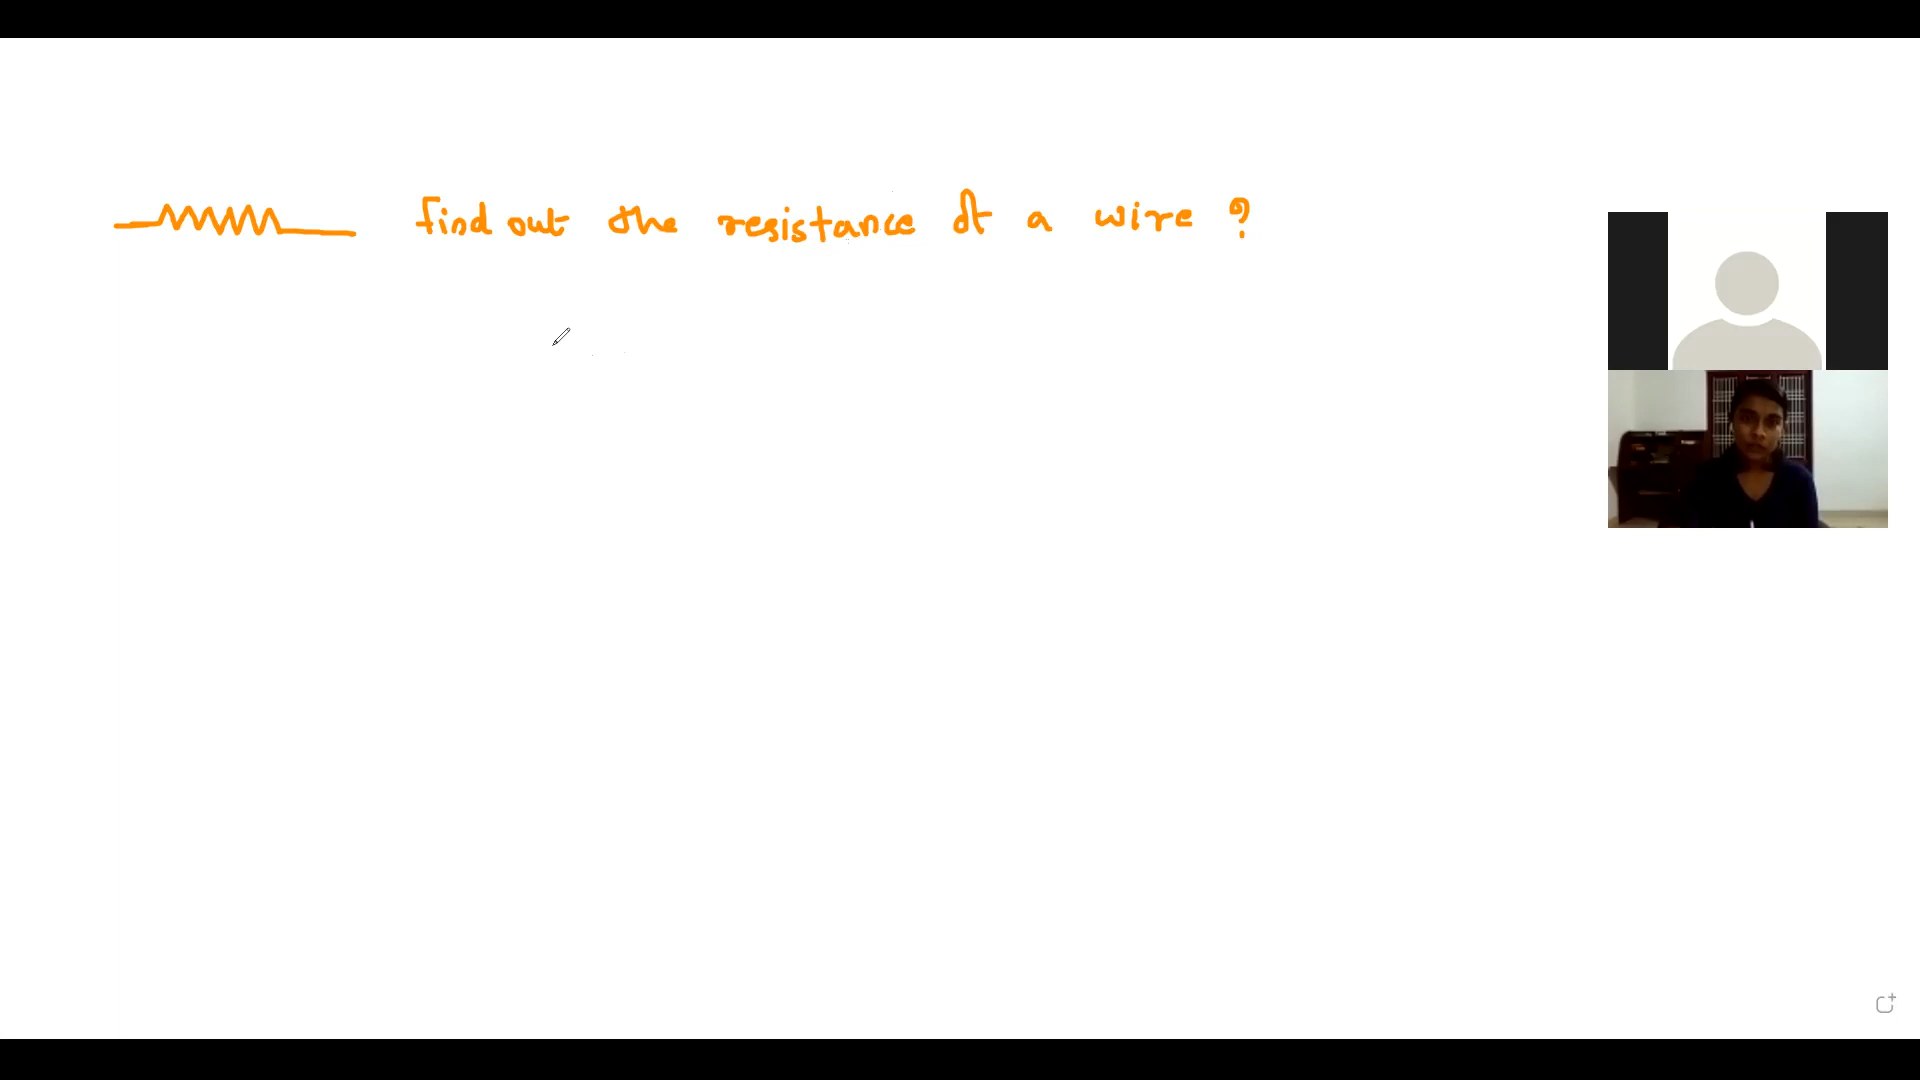 find out the resistance of a wire ?